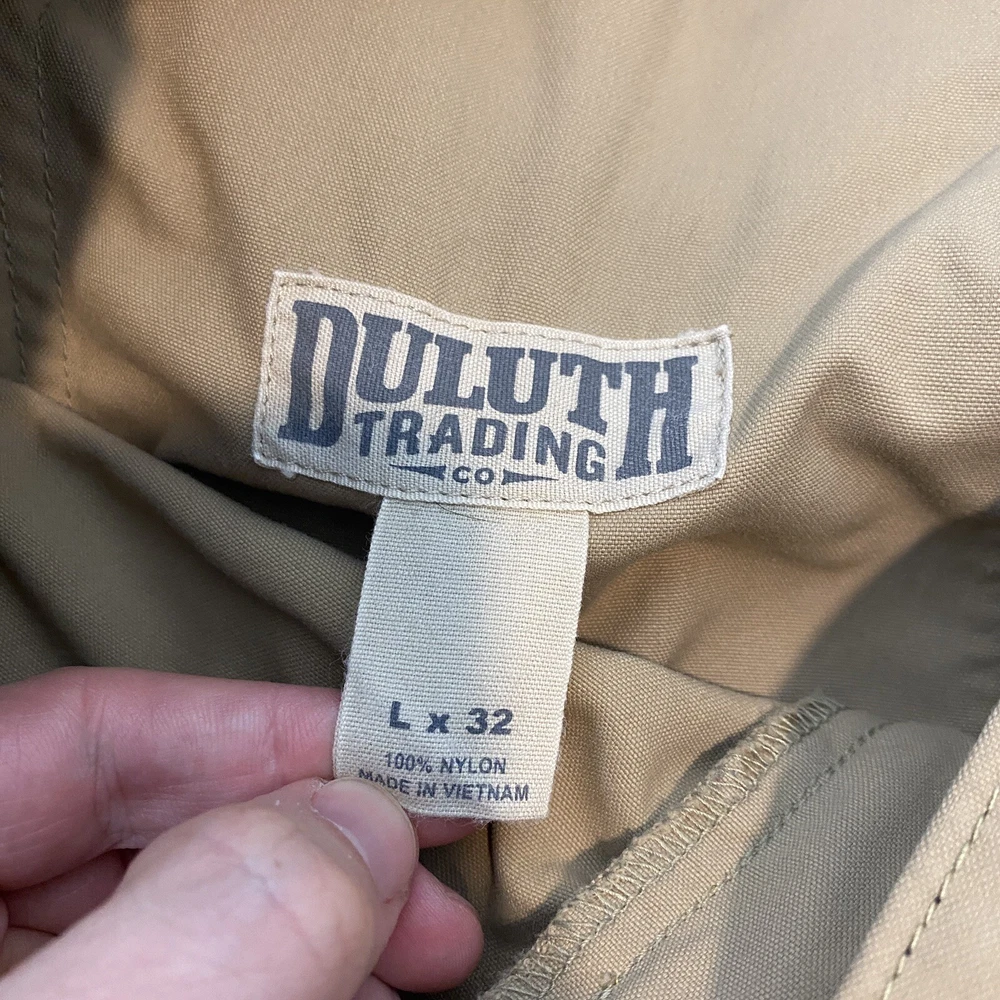 DULUTH
TRADING
CO
L x 32
100% NYLON
MADE IN VIETNAM